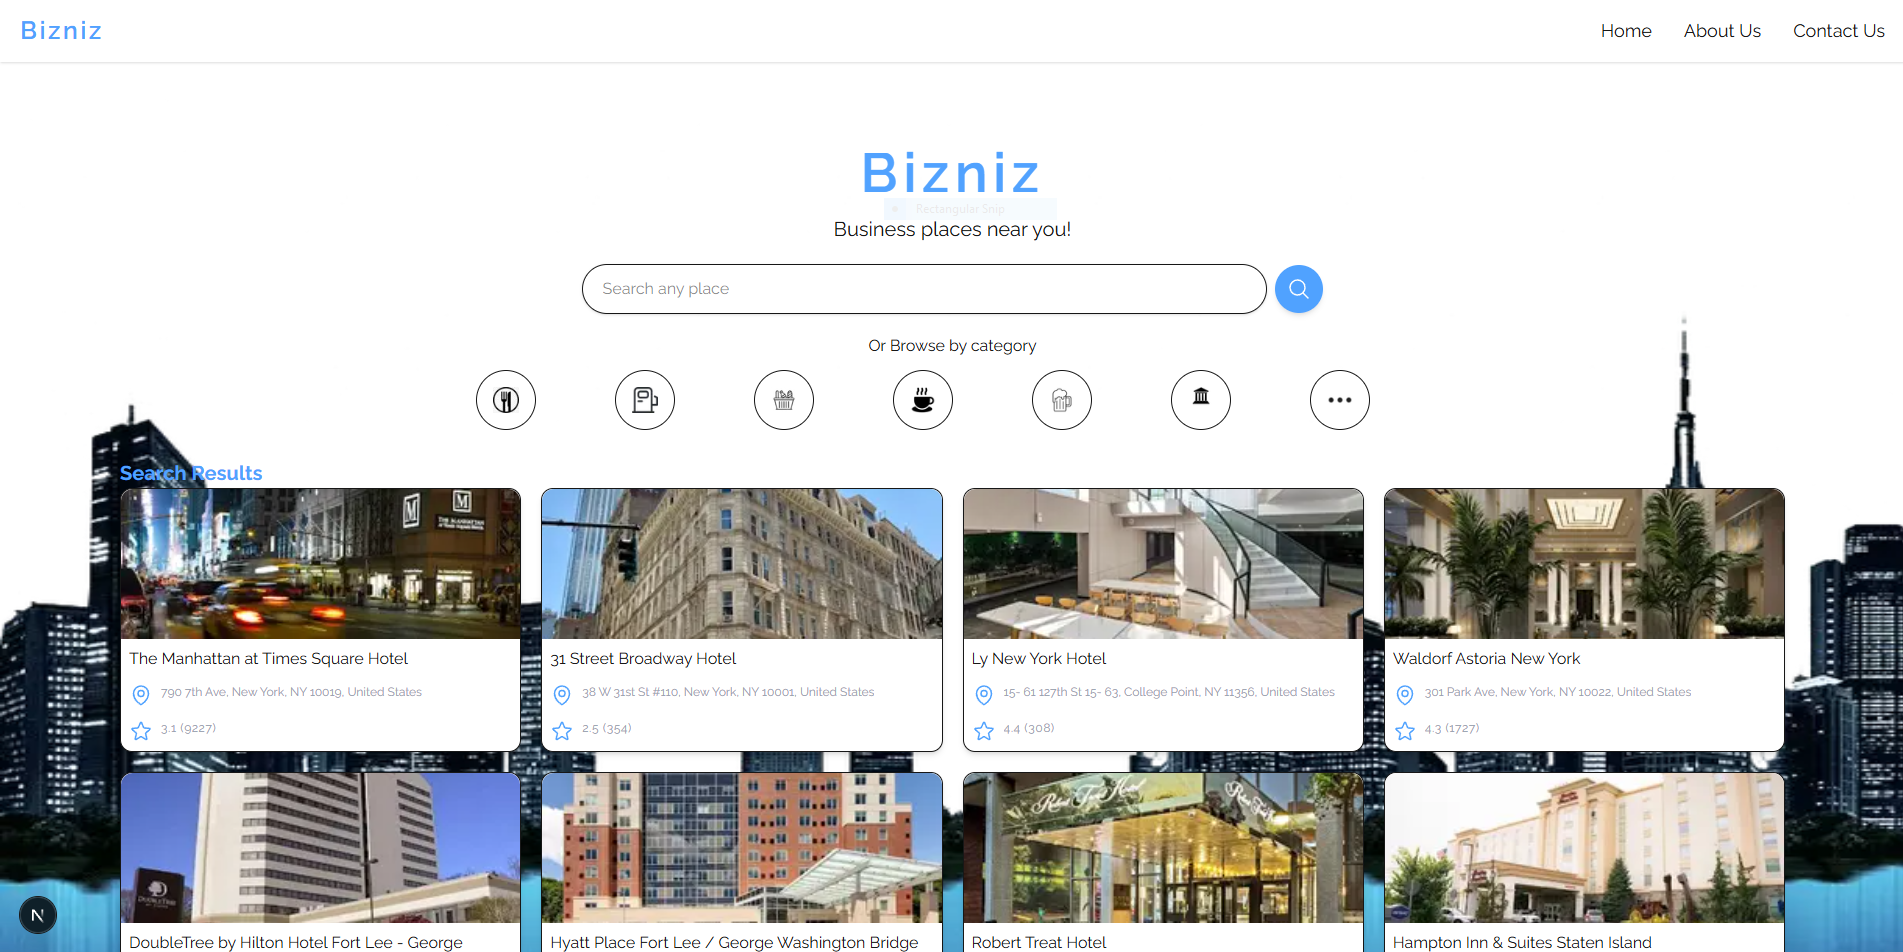 Bizniz
Home
About Us
Contact Us
Bizniz
Rectangular Snip
Business places near you!
Search any place
Or Browse by category
Search Results
M
M
THE MANHATTAN
The Manhattan at Times Square Hotel
790 7th Ave, New York, NY 10019, United States
3.1 (9227)
31 Street Broadway Hotel
38 W 31st St #110, New York, NY 10001, United States
2.5 (354)
Ly New York Hotel
15- 61 127th St 15- 63, College Point, NY 11356, United States
4.4 (308)
Waldorf Astoria New York
301 Park Ave, New York, NY 10022, United States
4.3 (1727)
DOUBLETREE
DoubleTree by Hilton Hotel Fort Lee - George
Hyatt Place Fort Lee / George Washington Bridge
Robert Treat Hotel
Robert Treat Hotel
Hampton Inn & Suites Staten Island
N